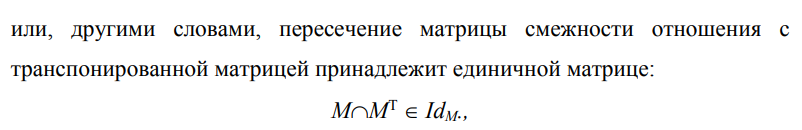 или, другими словами, пересечение матрицы смежности отношения с
транспонированной матрицей принадлежит единичной матрице:
M∩Mᵀ ∈ Id_M.,